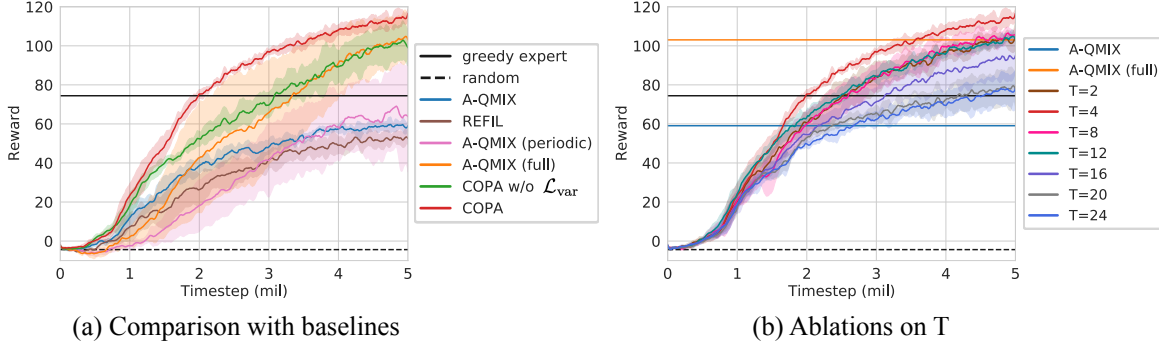 120
100
80
60
40
20
0
Reward
0 1 2 3 4 5
Timestep (mil)
greedy expert
random
A-QMIX
REFIL
A-QMIX (periodic)
A-QMIX (full)
COPA w/o 𝓛var
COPA
(a) Comparison with baselines
120
100
80
60
40
20
0
Reward
0 1 2 3 4 5
Timestep (mil)
A-QMIX
A-QMIX (full)
T=2
T=4
T=8
T=12
T=16
T=20
T=24
(b) Ablations on T